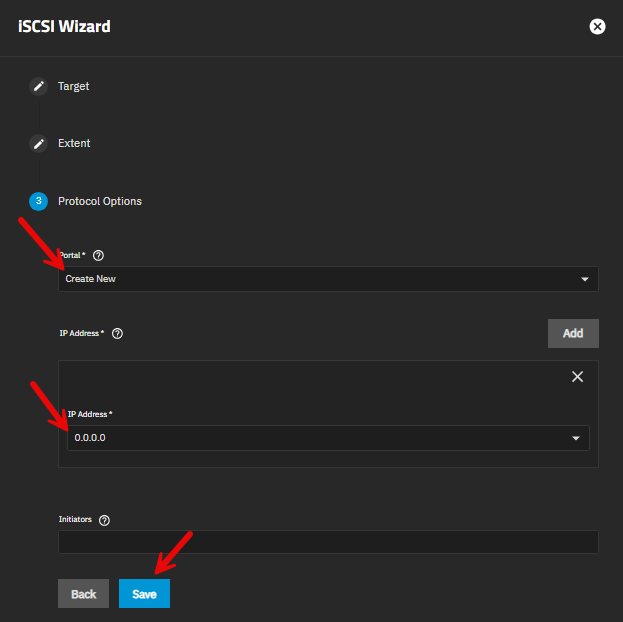 iSCSI Wizard
Target
Extent
3 Protocol Options
Portal *
Create New
IP Address * Add
IP Address *
0.0.0.0
Initiators
Back Save